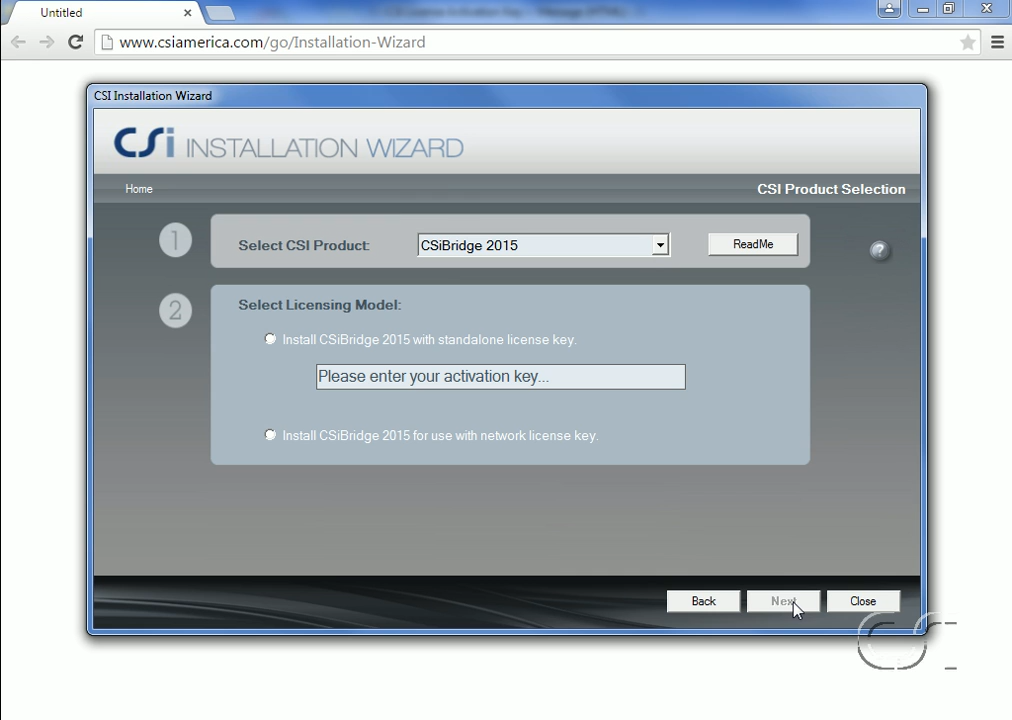 Untitled
www.csiamerica.com/go/Installation-Wizard
CSI Installation Wizard
CSi INSTALLATION WIZARD
Home
CSI Product Selection
1
Select CSI Product:
CSiBridge 2015
ReadMe
?
2
Select Licensing Model:
Install CSiBridge 2015 with standalone license key.
Please enter your activation key...
Install CSiBridge 2015 for use with network license key.
Back
Next
Close
CSi